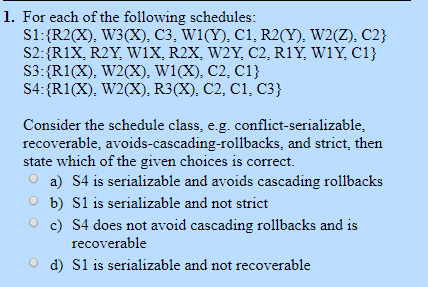 1. For each of the following schedules:
S1:{R2(X), W3(X), C3, W1(Y), C1, R2(Y), W2(Z), C2}
S2:{R1X, R2Y, W1X, R2X, W2Y, C2, R1Y, W1Y, C1}
S3:{R1(X), W2(X), W1(X), C2, C1}
S4:{R1(X), W2(X), R3(X), C2, C1, C3}
Consider the schedule class, e.g. conflict-serializable,
recoverable, avoids-cascading-rollbacks, and strict, then
state which of the given choices is correct.
a) S4 is serializable and avoids cascading rollbacks
b) S1 is serializable and not strict
c) S4 does not avoid cascading rollbacks and is
recoverable
d) S1 is serializable and not recoverable